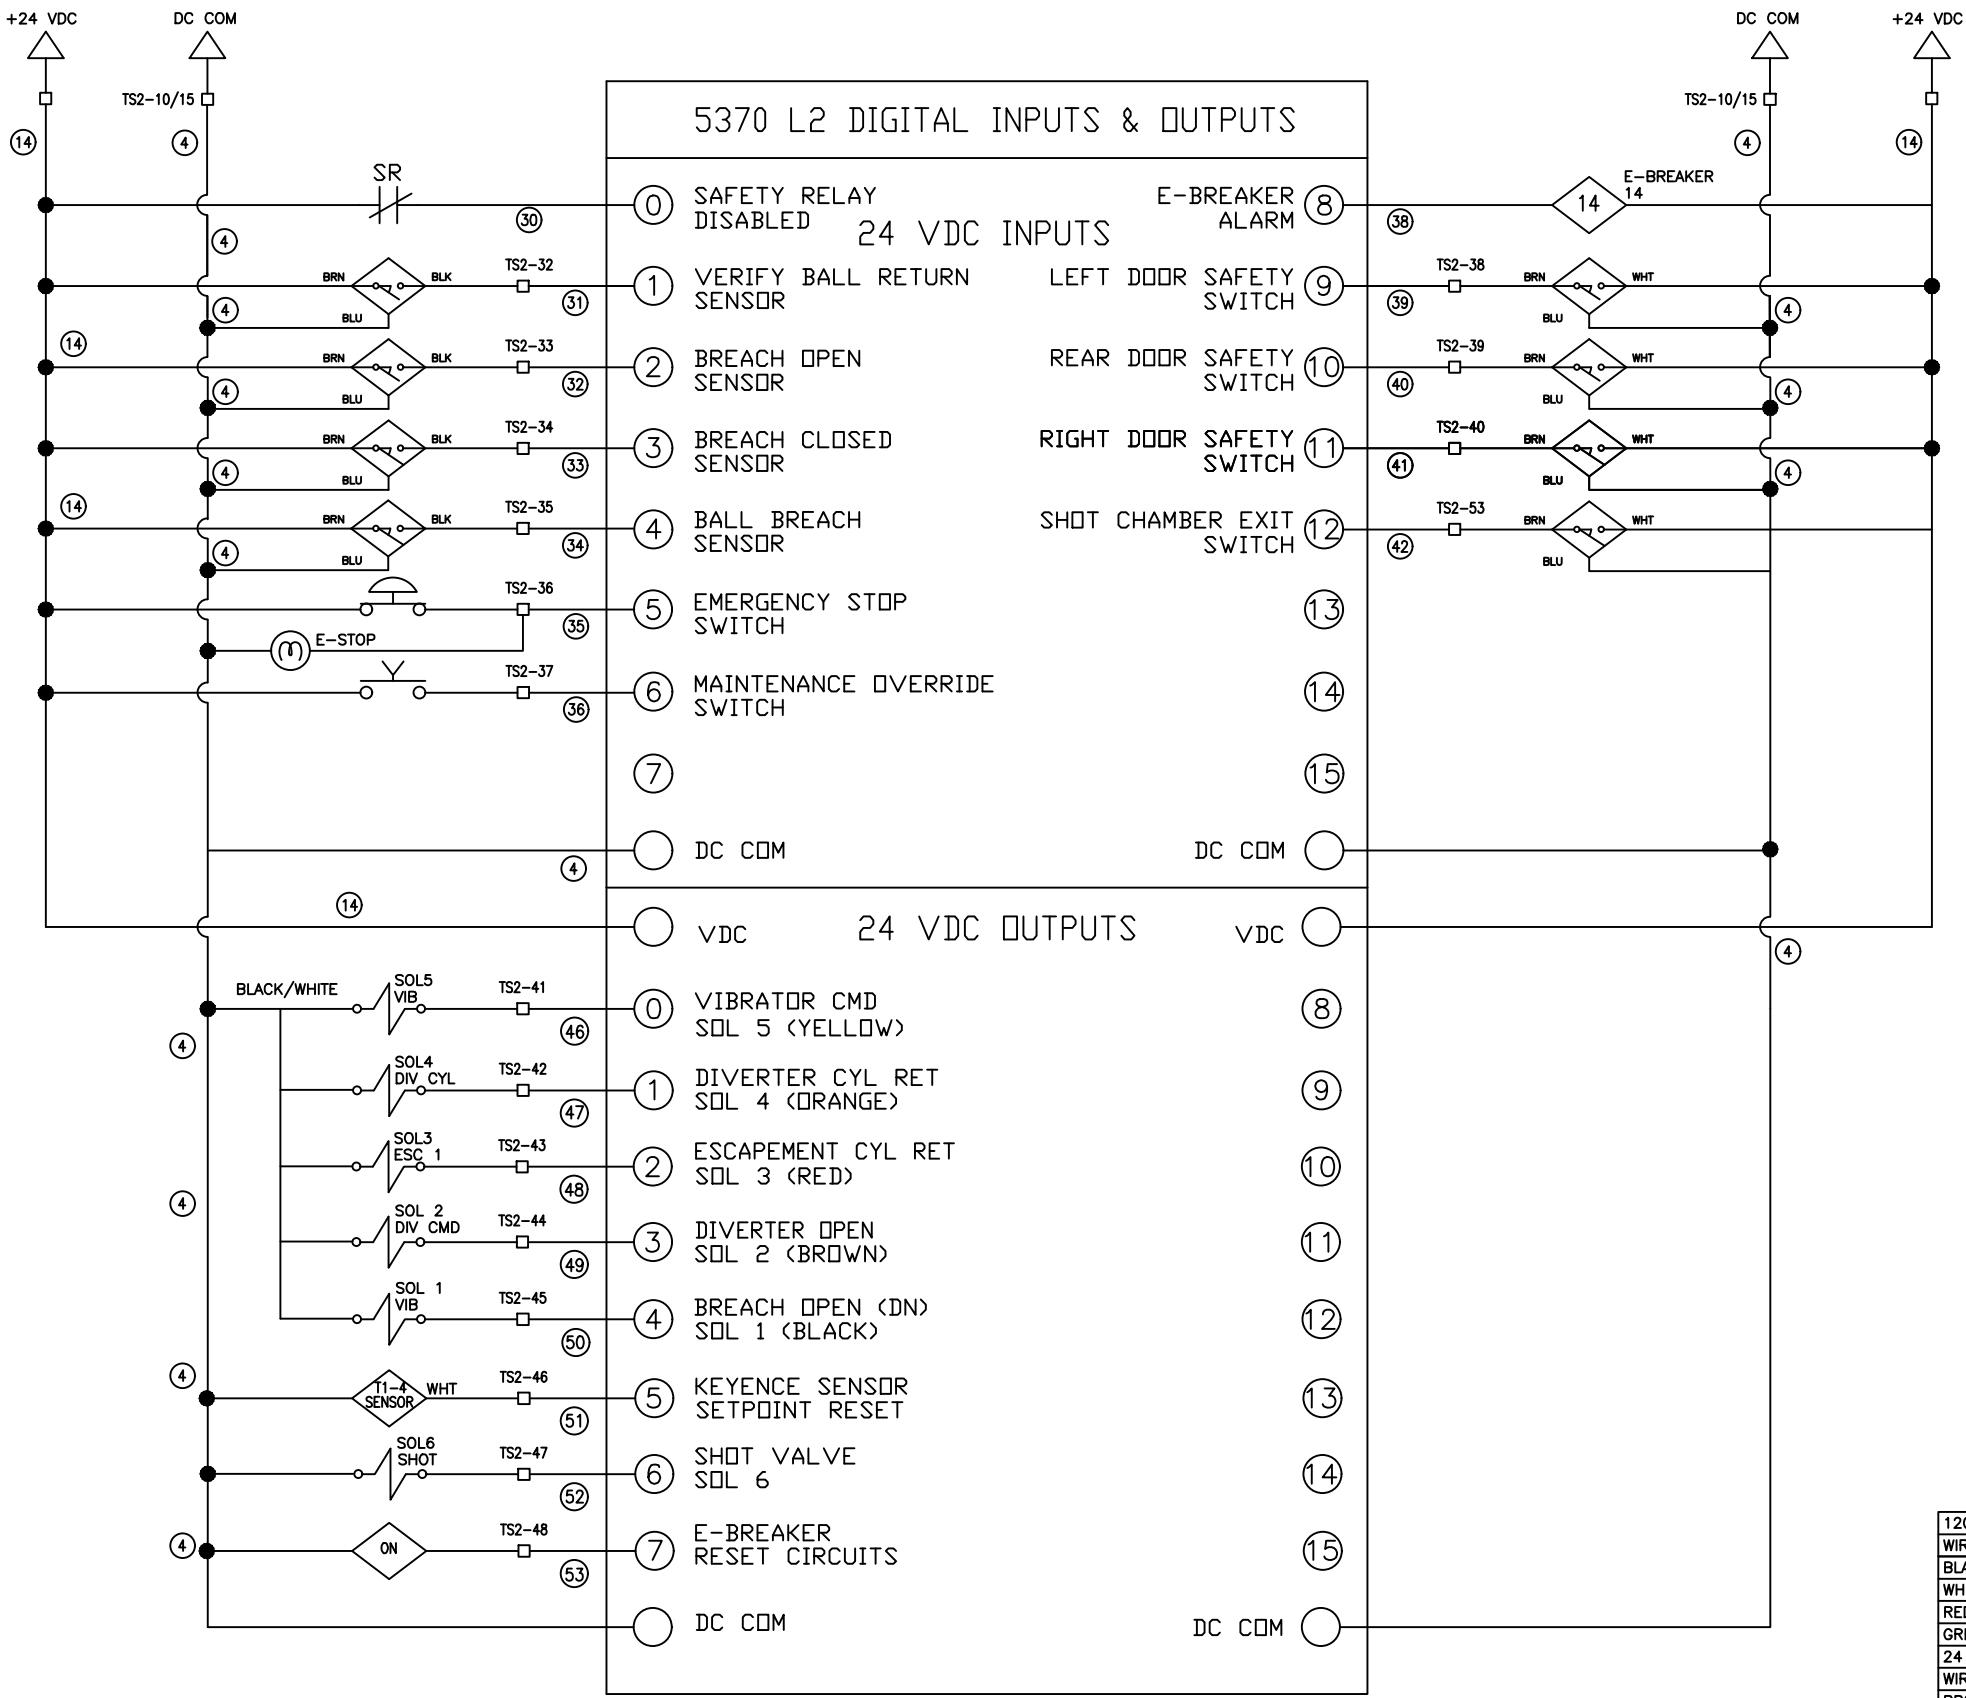 +24 VDC
DC COM
DC COM
+24 VDC
TS2-10/15
TS2-10/15
14
4
4
14
5370 L2 DIGITAL INPUTS & OUTPUTS
24 VDC INPUTS
SR
30
0
SAFETY RELAY
DISABLED
4
BRN
BLK
BLU
TS2-32
31
1
VERIFY BALL RETURN
SENSOR
4
14
BRN
BLK
BLU
TS2-33
32
2
BREACH OPEN
SENSOR
4
BRN
BLK
BLU
TS2-34
33
3
BREACH CLOSED
SENSOR
4
14
BRN
BLK
BLU
TS2-35
34
4
BALL BREACH
SENSOR
4
TS2-36
35
5
EMERGENCY STOP
SWITCH
E-STOP
TS2-37
36
6
MAINTENANCE OVERRIDE
SWITCH
7
DC COM
4
E-BREAKER
ALARM
8
38
14
E-BREAKER
14
LEFT DOOR SAFETY
SWITCH
9
39
TS2-38
BRN
WHT
BLU
4
REAR DOOR SAFETY
SWITCH
10
40
TS2-39
BRN
WHT
BLU
4
RIGHT DOOR SAFETY
SWITCH
11
41
TS2-40
BRN
WHT
BLU
4
SHOT CHAMBER EXIT
SWITCH
12
42
TS2-53
BRN
WHT
BLU
13
14
15
DC COM
14
VDC
24 VDC OUTPUTS
VDC
4
BLACK/WHITE
SOL5
VIB
TS2-41
46
0
VIBRATOR CMD
SOL 5 (YELLOW)
8
4
SOL4
DIV CYL
TS2-42
47
1
DIVERTER CYL RET
SOL 4 (ORANGE)
9
SOL3
ESC 1
TS2-43
48
2
ESCAPEMENT CYL RET
SOL 3 (RED)
10
4
SOL 2
DIV CMD
TS2-44
49
3
DIVERTER OPEN
SOL 2 (BROWN)
11
SOL 1
VIB
TS2-45
50
4
BREACH OPEN (DN)
SOL 1 (BLACK)
12
4
T1-4
SENSOR
WHT
TS2-46
51
5
KEYENCE SENSOR
SETPOINT RESET
13
SOL6
SHOT
TS2-47
52
6
SHOT VALVE
SOL 6
14
4
ON
TS2-48
53
7
E-BREAKER
RESET CIRCUITS
15
DC COM
DC COM
24